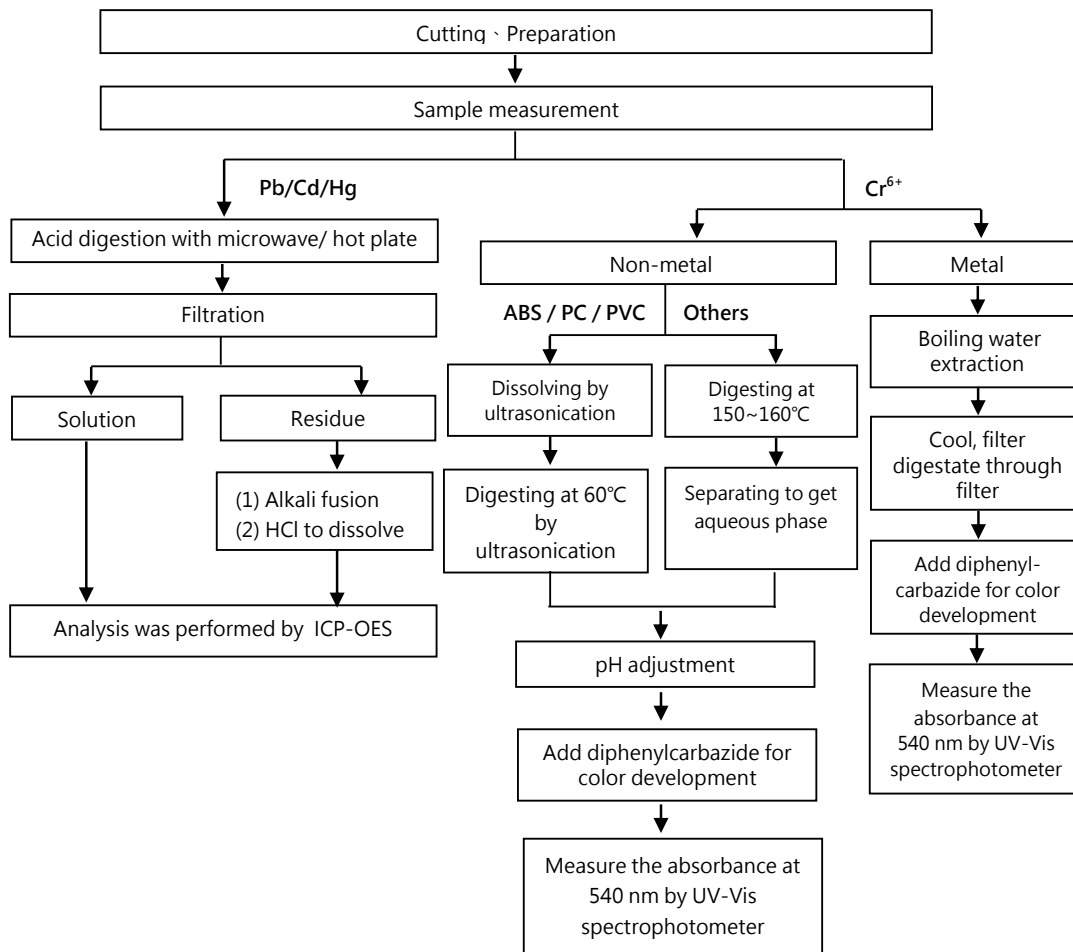 Cutting、Preparation
Sample measurement
Pb/Cd/Hg
Cr⁶⁺
Acid digestion with microwave/ hot plate
Filtration
Solution
Residue
(1) Alkali fusion
(2) HCl to dissolve
Analysis was performed by ICP-OES
Non-metal
ABS / PC / PVC
Others
Dissolving by
ultrasonication
Digesting at 60℃
by
ultrasonication
Digesting at
150~160℃
Separating to get
aqueous phase
pH adjustment
Add diphenylcarbazide for
color development
Measure the absorbance at
540 nm by UV-Vis
spectrophotometer
Metal
Boiling water
extraction
Cool, filter
digestate through
filter
Add diphenyl-
carbazide for color
development
Measure the
absorbance at
540 nm by UV-Vis
spectrophotometer